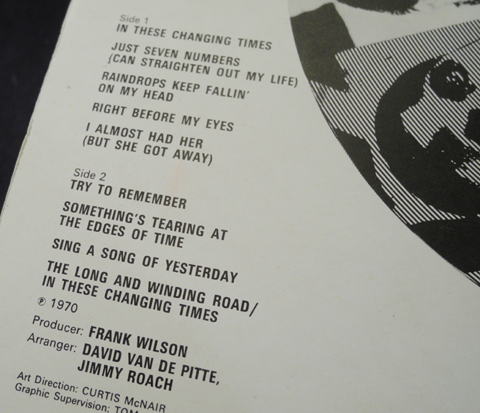 Side 1
IN THESE CHANGING TIMES
JUST SEVEN NUMBERS
(CAN STRAIGHTEN OUT MY LIFE)
RAINDROPS KEEP FALLIN'
ON MY HEAD
RIGHT BEFORE MY EYES
I ALMOST HAD HER
(BUT SHE GOT AWAY)
Side 2
TRY TO REMEMBER
SOMETHING'S TEARING AT
THE EDGES OF TIME
SING A SONG OF YESTERDAY
THE LONG AND WINDING ROAD/
IN THESE CHANGING TIMES
℗ 1970
Producer: FRANK WILSON
Arranger: DAVID VAN DE PITTE,
JIMMY ROACH
Art Direction: CURTIS McNAIR
Graphic Supervision: